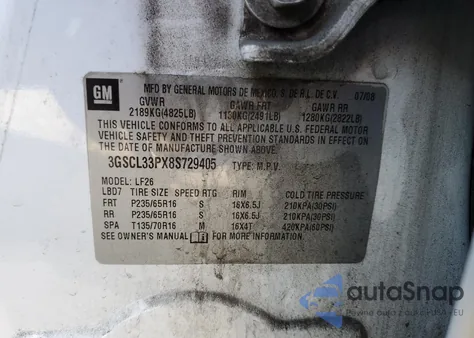 GM
MFD BY GENERAL MOTORS DE MEXICO, S. DE R.L. DE C.V. 07/08
GVWR GAWR FRT GAWR RR
2189KG(4825LB) 1130KG(2491LB) 1280KG(2822LB)
THIS VEHICLE CONFORMS TO ALL APPLICABLE U.S. FEDERAL MOTOR
VEHICLE SAFETY AND THEFT PREVENTION STANDARDS IN EFFECT ON
THE DATE OF MANUFACTURE SHOWN ABOVE.
3GSCL33PX8S729405 TYPE: M.P.V.
MODEL: LF26
LBD7 TIRE SIZE SPEED RTG RIM COLD TIRE PRESSURE
FRT P235/65R16 S 16X6.5J 210KPA(30PSI)
RR P235/65R16 S 16X6.5J 210KPA(30PSI)
SPA T135/70R16 M 16X4T 420KPA(60PSI)
SEE OWNER'S MANUAL FOR MORE INFORMATION.
autoSnap